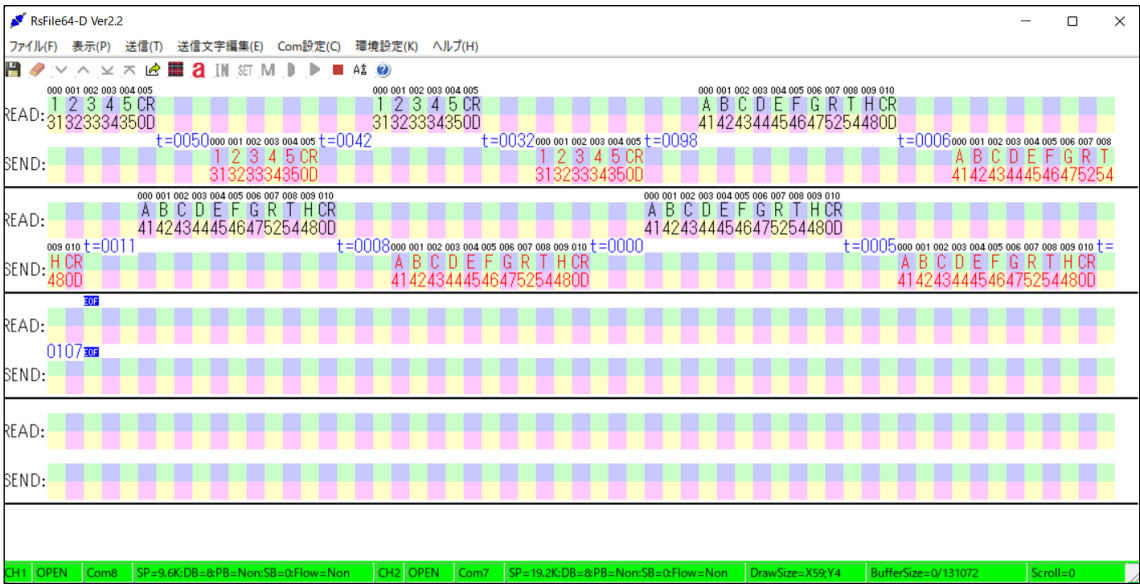 RsFile64-D Ver2.2
ファイル(F) 表示(P) 送信(T) 送信文字編集(E) Com設定(C) 環境設定(K) ヘルプ(H)
a IN SET M
000 001 002 003 004 005 000 001 002 003 004 005 000 001 002 003 004 005 006 007 008 009 010
READ: 1 2 3 4 5 CR 1 2 3 4 5 CR A B C D E F G R T H CR
31323334350D 31323334350D 414243444546475254480D
t=0050 000 001 002 003 004 005 t=0042 t=0032 000 001 002 003 004 005 t=0098 t=0006 000 001 002 003 004 005 006 007 008
SEND: 1 2 3 4 5 CR 1 2 3 4 5 CR A B C D E F G R T
31323334350D 31323334350D 414243444546475254
000 001 002 003 004 005 006 007 008 009 010 000 001 002 003 004 005 006 007 008 009 010
READ: A B C D E F G R T H CR A B C D E F G R T H CR
414243444546475254480D 414243444546475254480D
009 010 t=0011 t=0008 000 001 002 003 004 005 006 007 008 009 010 t=0000 t=0005 000 001 002 003 004 005 006 007 008 009 010 t=
SEND: H CR A B C D E F G R T H CR A B C D E F G R T H CR
480D 414243444546475254480D 414243444546475254480D
EOF
READ:
0107 EOF
SEND:
READ:
SEND:
CH1 OPEN Com8 SP=9.6K:DB=8:PB=Non:SB=0:Flow=Non CH2 OPEN Com7 SP=19.2K:DB=8:PB=Non:SB=0:Flow=Non DrawSize=X59;Y4 BufferSize=0/131072 Scroll=0